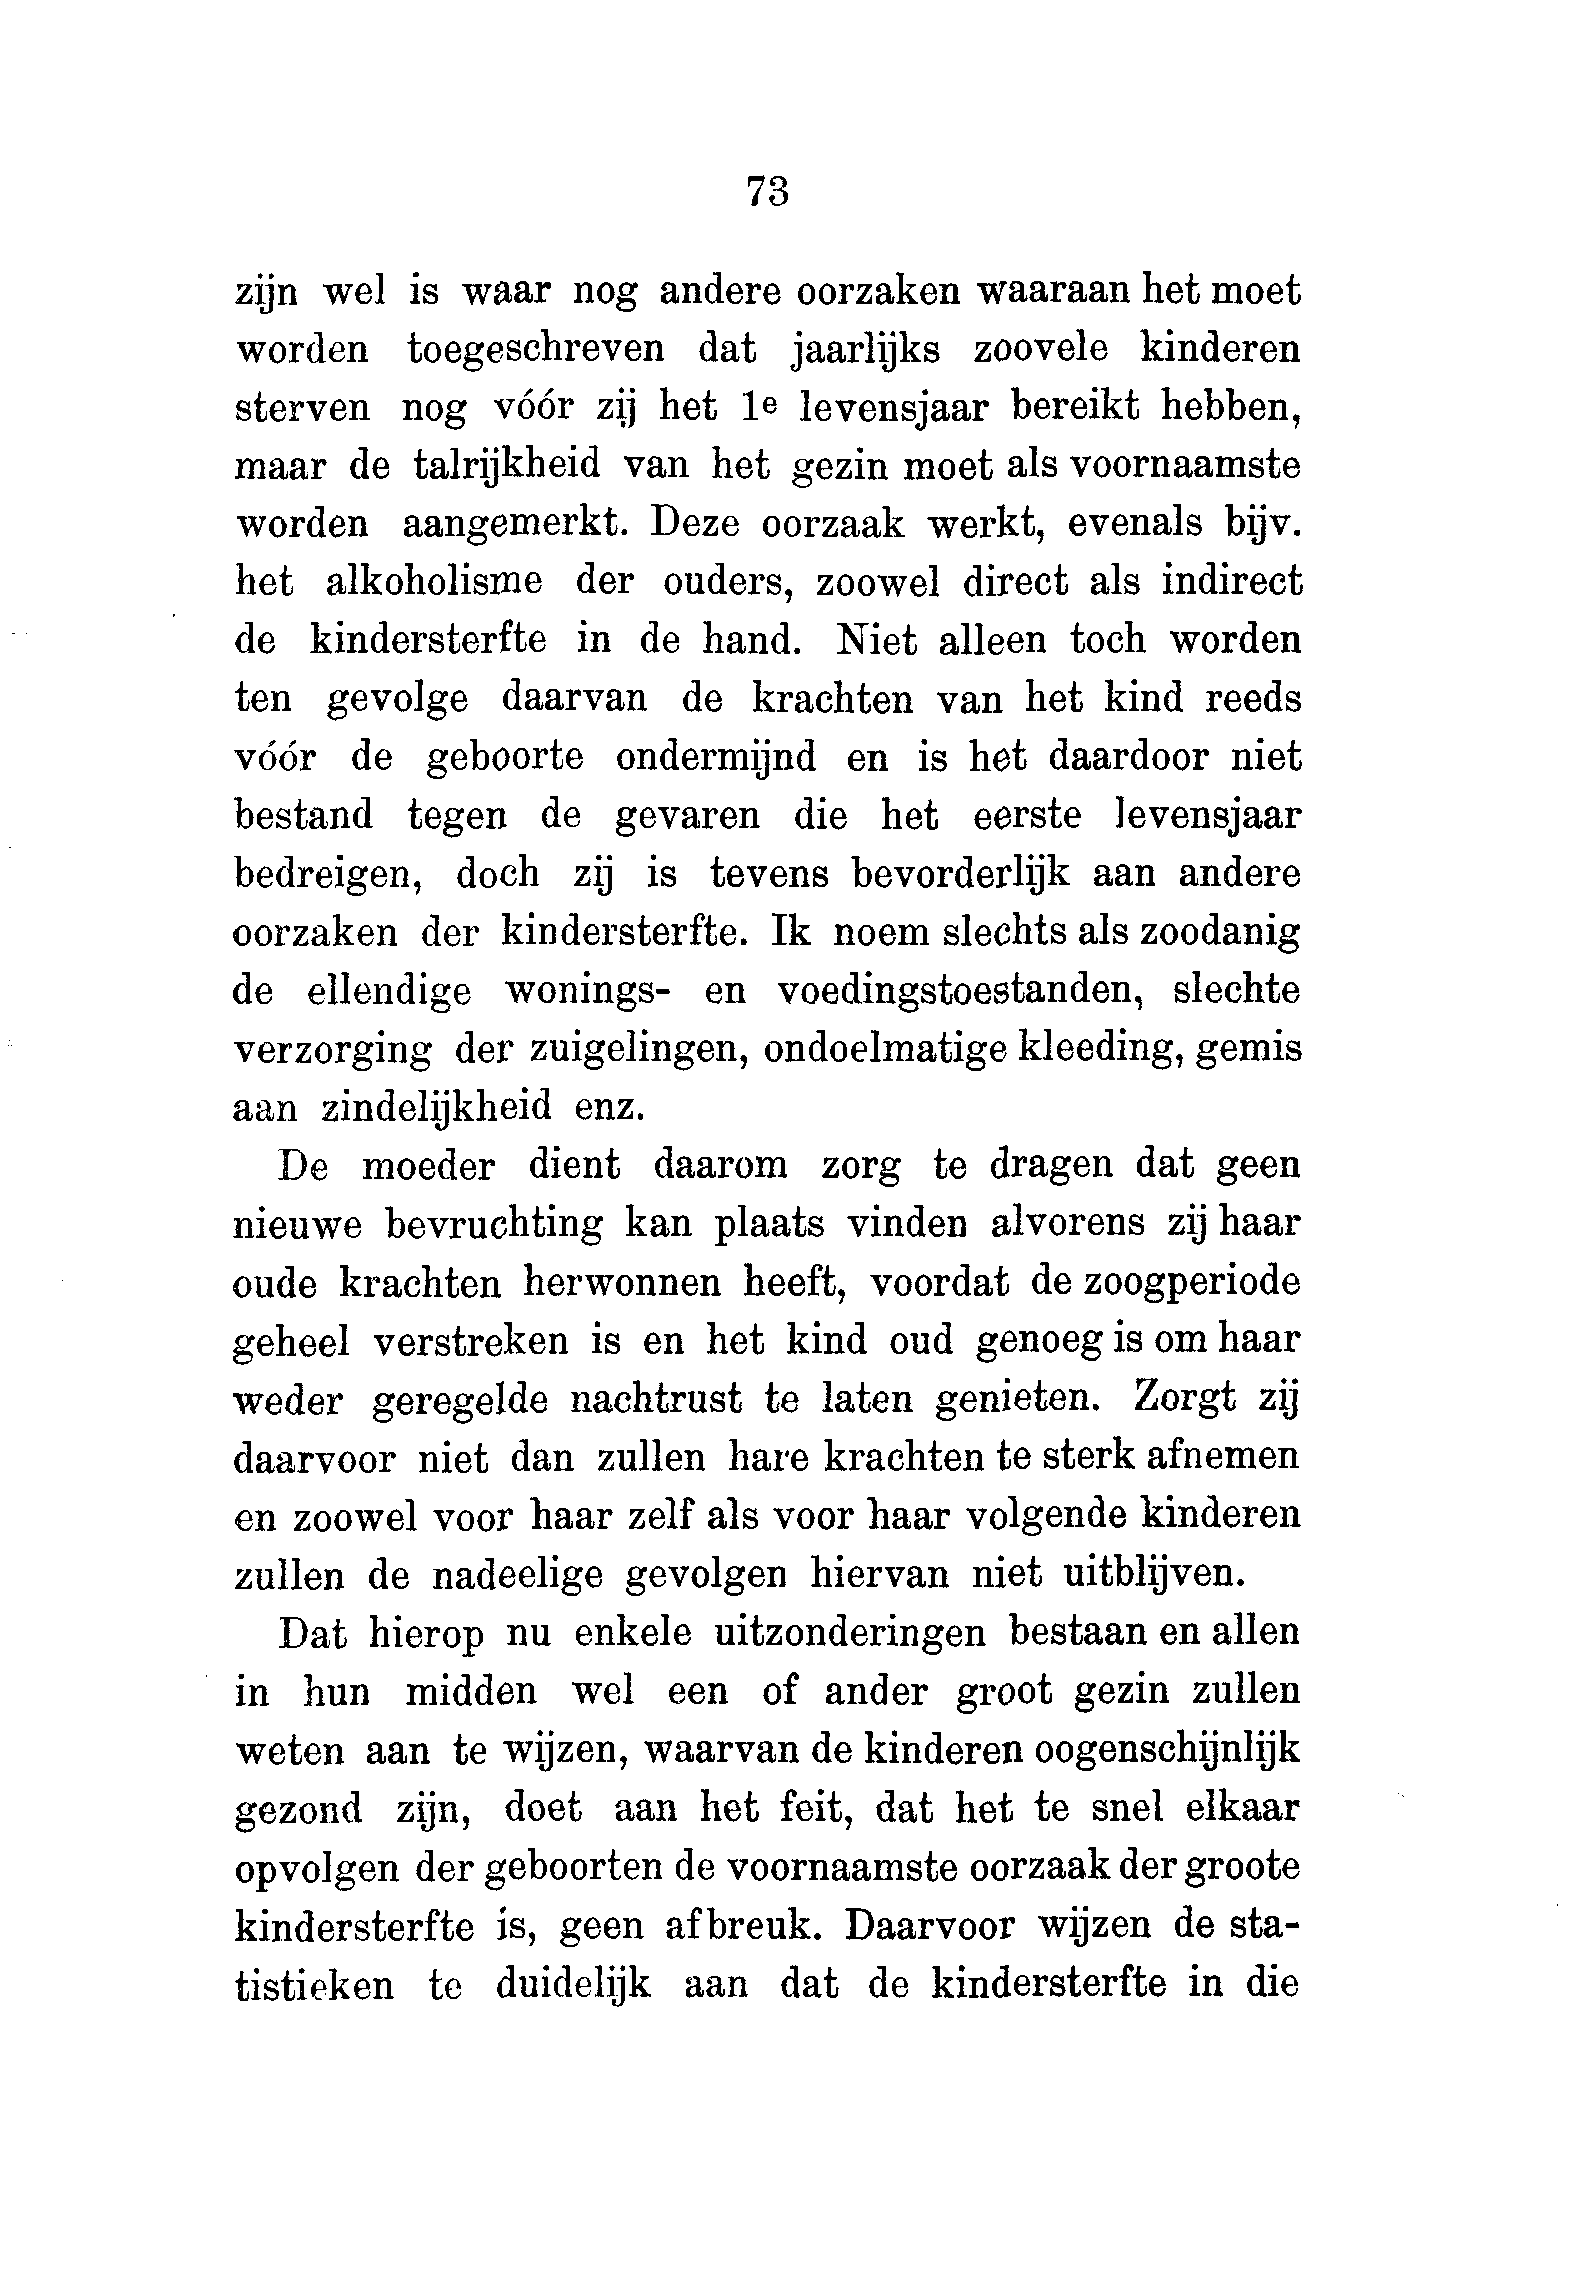 73
zijn wel is waar nog andere oorzaken waaraan het moet
worden toegeschreven dat jaarlijks zoovele kinderen
sterven nog vóór zij het 1e levensjaar bereikt hebben,
maar de talrijkheid van het gezin moet als voornaamste
worden aangemerkt. Deze oorzaak werkt, evenals bijv.
het alkoholisme der ouders, zoowel direct als indirect
de kindersterfte in de hand. Niet alleen toch worden
ten gevolge daarvan de krachten van het kind reeds
vóór de geboorte ondermijnd en is het daardoor niet
bestand tegen de gevaren die het eerste levensjaar
bedreigen, doch zij is tevens bevorderlijk aan andere
oorzaken der kindersterfte. Ik noem slechts als zoodanig
de ellendige wonings- en voedingstoestanden, slechte
verzorging der zuigelingen, ondoelmatige kleeding, gemis
aan zindelijkheid enz.
De moeder dient daarom zorg te dragen dat geen
nieuwe bevruchting kan plaats vinden alvorens zij haar
oude krachten herwonnen heeft, voordat de zoogperiode
geheel verstreken is en het kind oud genoeg is om haar
weder geregelde nachtrust te laten genieten. Zorgt zij
daarvoor niet dan zullen hare krachten te sterk afnemen
en zoowel voor haar zelf als voor haar volgende kinderen
zullen de nadeelige gevolgen hiervan niet uitblijven.
Dat hierop nu enkele uitzonderingen bestaan en allen
in hun midden wel een of ander groot gezin zullen
weten aan te wijzen, waarvan de kinderen oogenschijnlijk
gezond zijn, doet aan het feit, dat het te snel elkaar
opvolgen der geboorten de voornaamste oorzaak der groote
kindersterfte is, geen afbreuk. Daarvoor wijzen de sta-
tistieken te duidelijk aan dat de kindersterfte in die